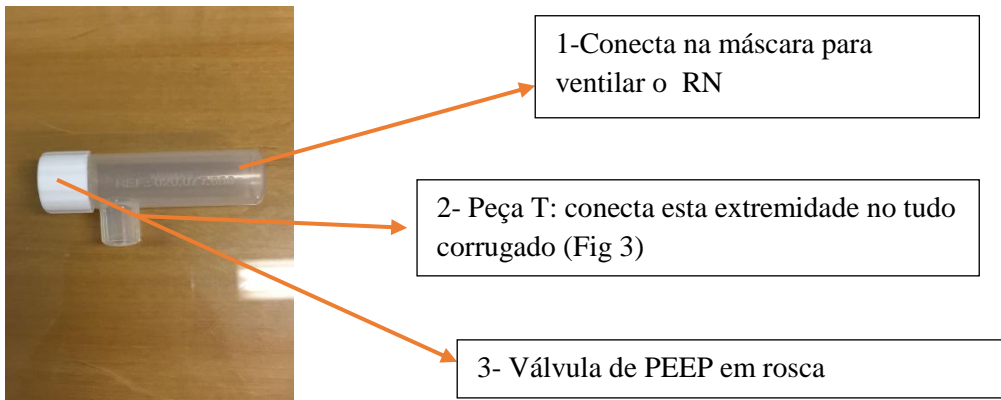 1-Conecta na máscara para
ventilar o RN
2- Peça T: conecta esta extremidade no tudo
corrugado (Fig 3)
3- Válvula de PEEP em rosca